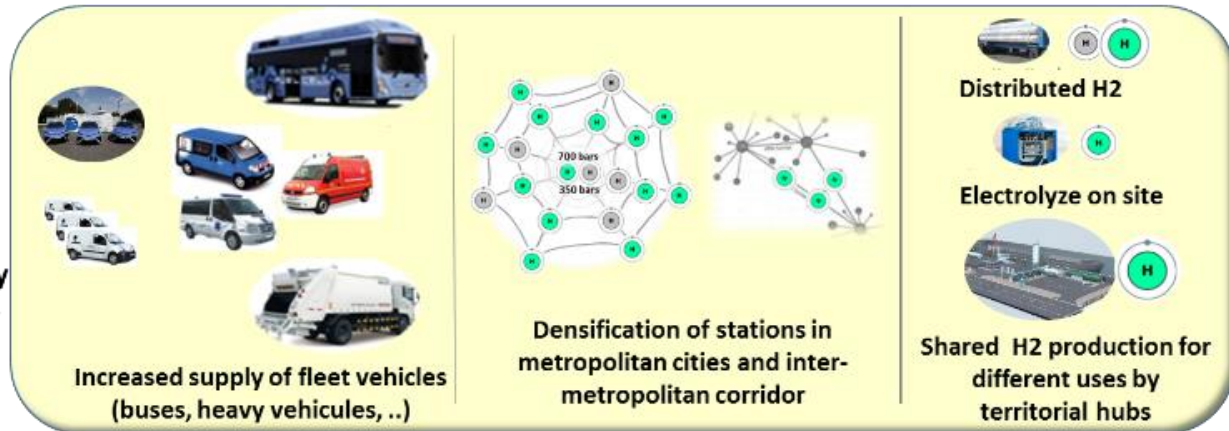 Increased supply of fleet vehicles
(buses, heavy vehicules, ..)
700 bars
H H
350 bars
Densification of stations in
metropolitan cities and inter-
metropolitan corridor
H H
Distributed H2
H
Electrolyze on site
H
Shared H2 production for
different uses by
territorial hubs